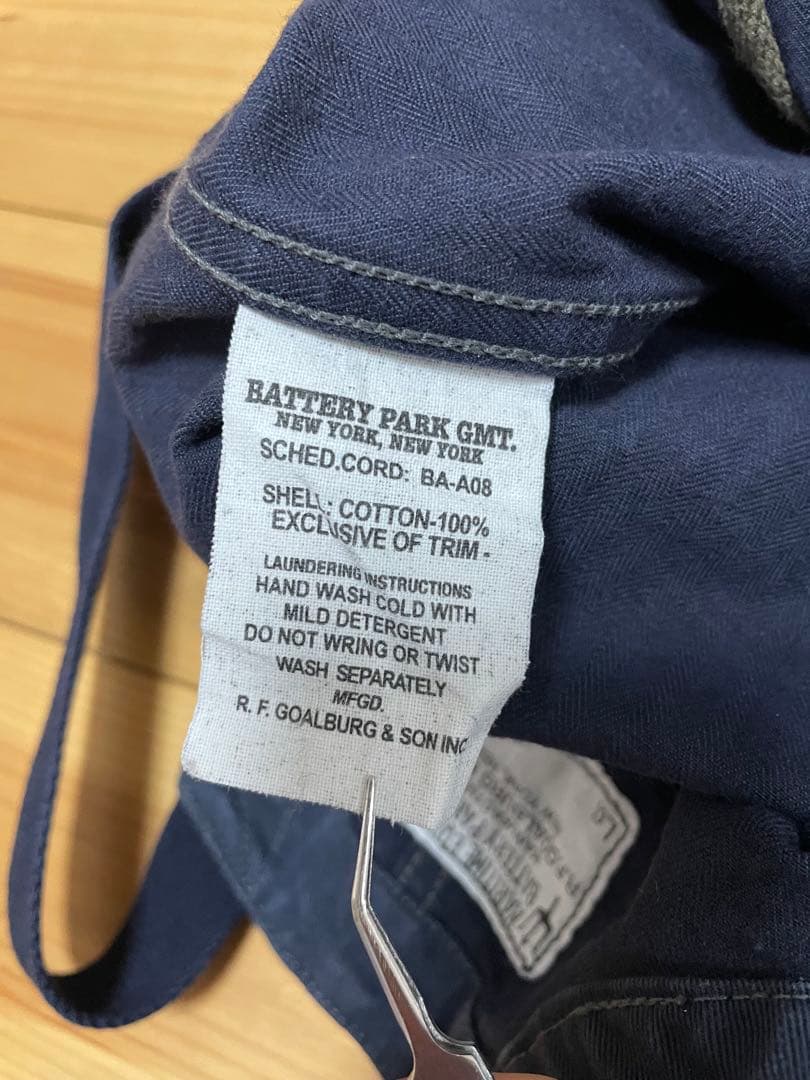 BATTERY PARK GMT.
NEW YORK, NEW YORK
SCHED.CORD: BA-A08
SHELL: COTTON-100%
EXCLUSIVE OF TRIM-
LAUNDERING INSTRUCTIONS
HAND WASH COLD WITH
MILD DETERGENT
DO NOT WRING OR TWIST
WASH SEPARATELY
MFGD.
R. F. GOALBURG & SON INC